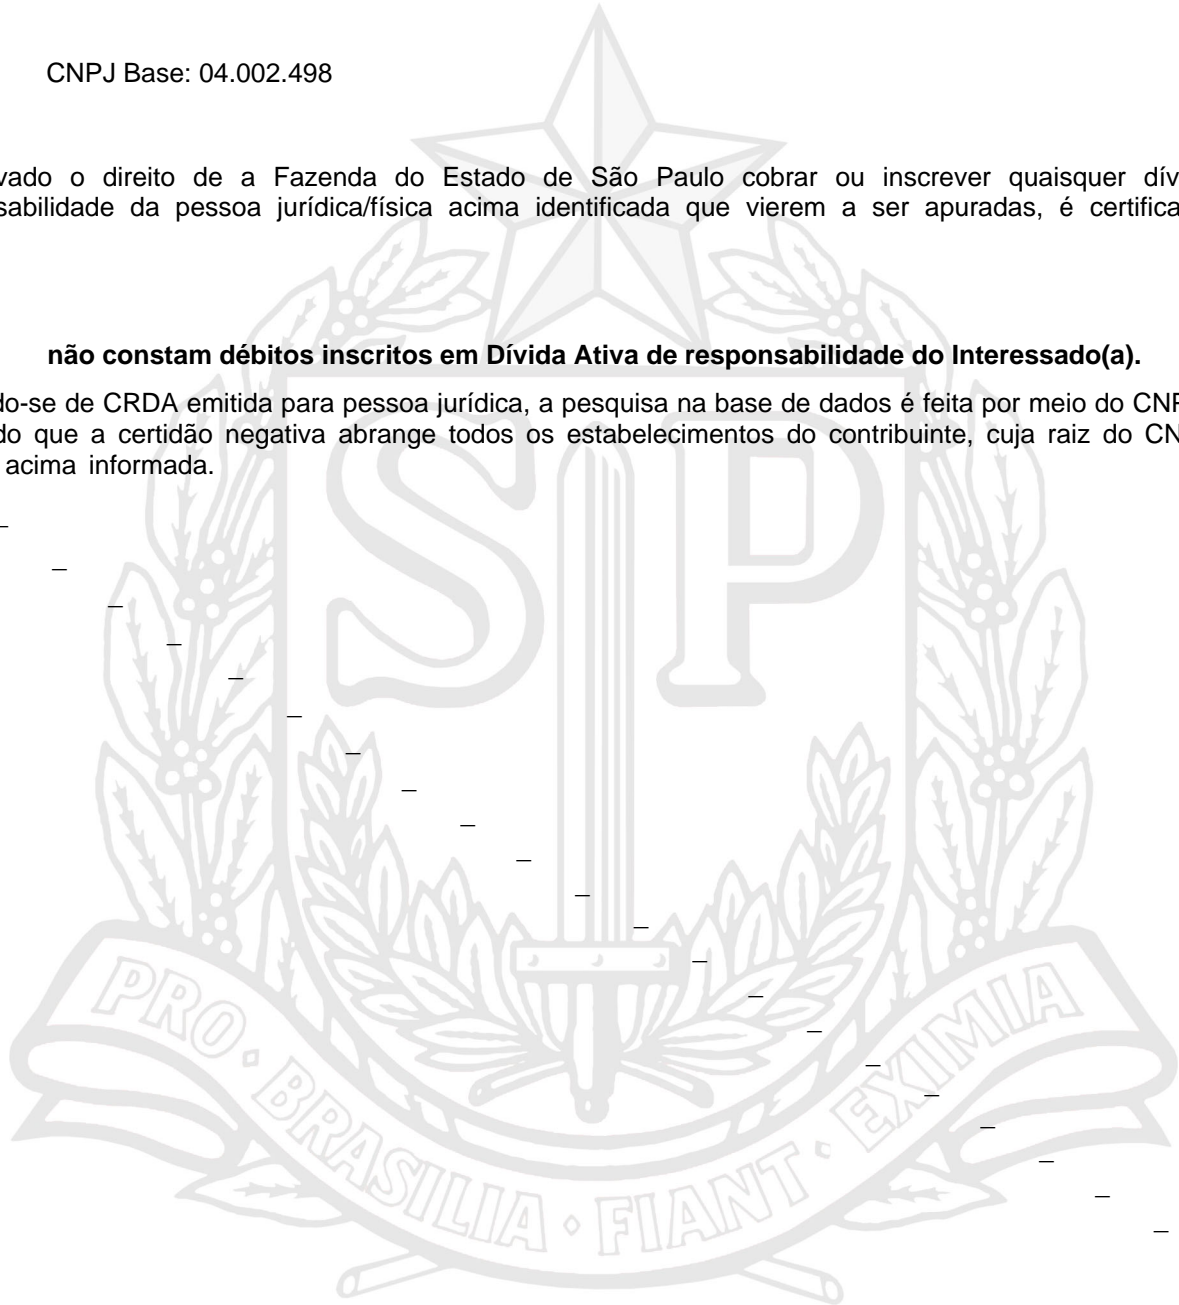 CNPJ Base: 04.002.498
vado o direito de a Fazenda do Estado de São Paulo cobrar ou inscrever quaisquer dív
sabilidade da pessoa jurídica/física acima identificada que vierem a ser apuradas, é certifica
não constam débitos inscritos em Dívida Ativa de responsabilidade do Interessado(a).
do-se de CRDA emitida para pessoa jurídica, a pesquisa na base de dados é feita por meio do CNP
do que a certidão negativa abrange todos os estabelecimentos do contribuinte, cuja raiz do CN
acima informada.
SP
PRO • BRASILIA • FIANT • EXIMIA